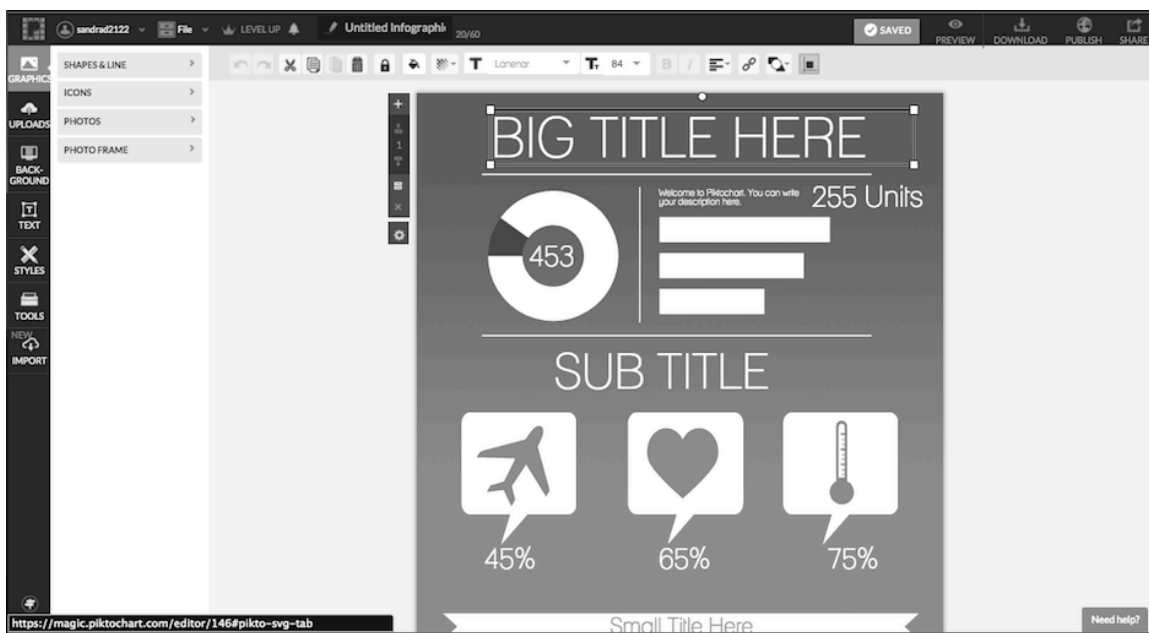 sandrad2122
File
LEVEL UP
Untitled Infographic
20/60
SAVED
PREVIEW
DOWNLOAD
PUBLISH
SHARE
GRAPHICS
UPLOADS
BACK-
GROUND
TEXT
STYLES
TOOLS
NEW
IMPORT
SHAPES & LINE
ICONS
PHOTOS
PHOTO FRAME
T
Tт 84
B I
1
BIG TITLE HERE
453
Welcome to Piktochart. You can write
your description here.
255 Units
SUB TITLE
45%
65%
75%
Small Title Here
https://magic.piktochart.com/editor/146#pikto-svg-tab
Need help?